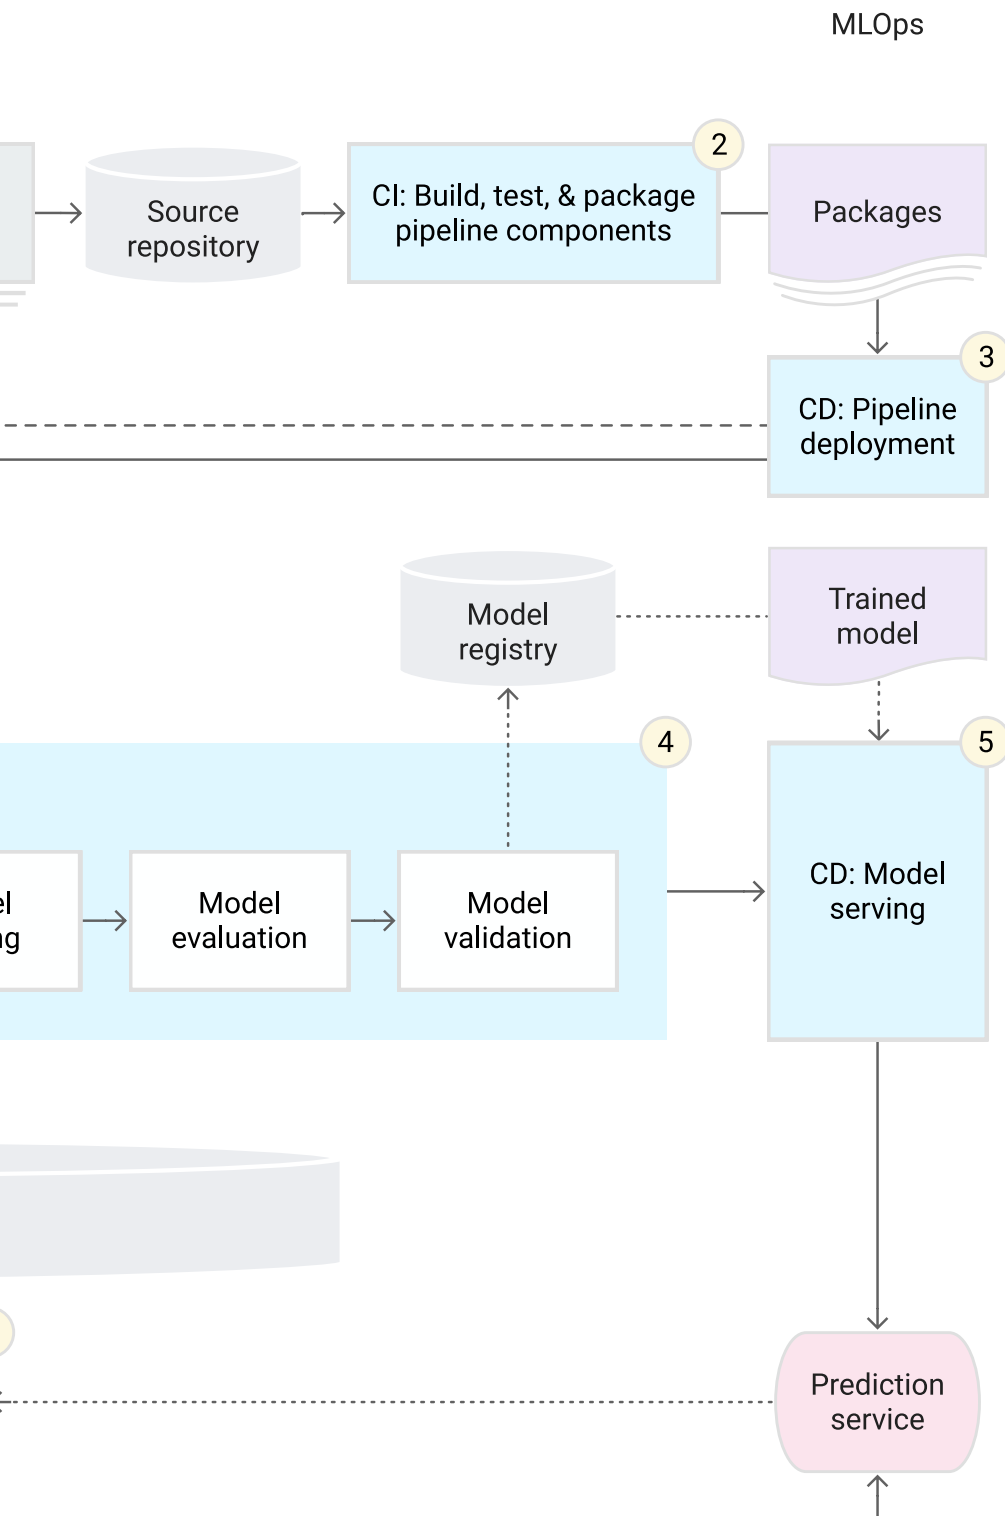 MLOps
2
Source
repository
CI: Build, test, & package
pipeline components
Packages
3
CD: Pipeline
deployment
Model
registry
Trained
model
4
5
Model
evaluation
Model
validation
CD: Model
serving
Prediction
service